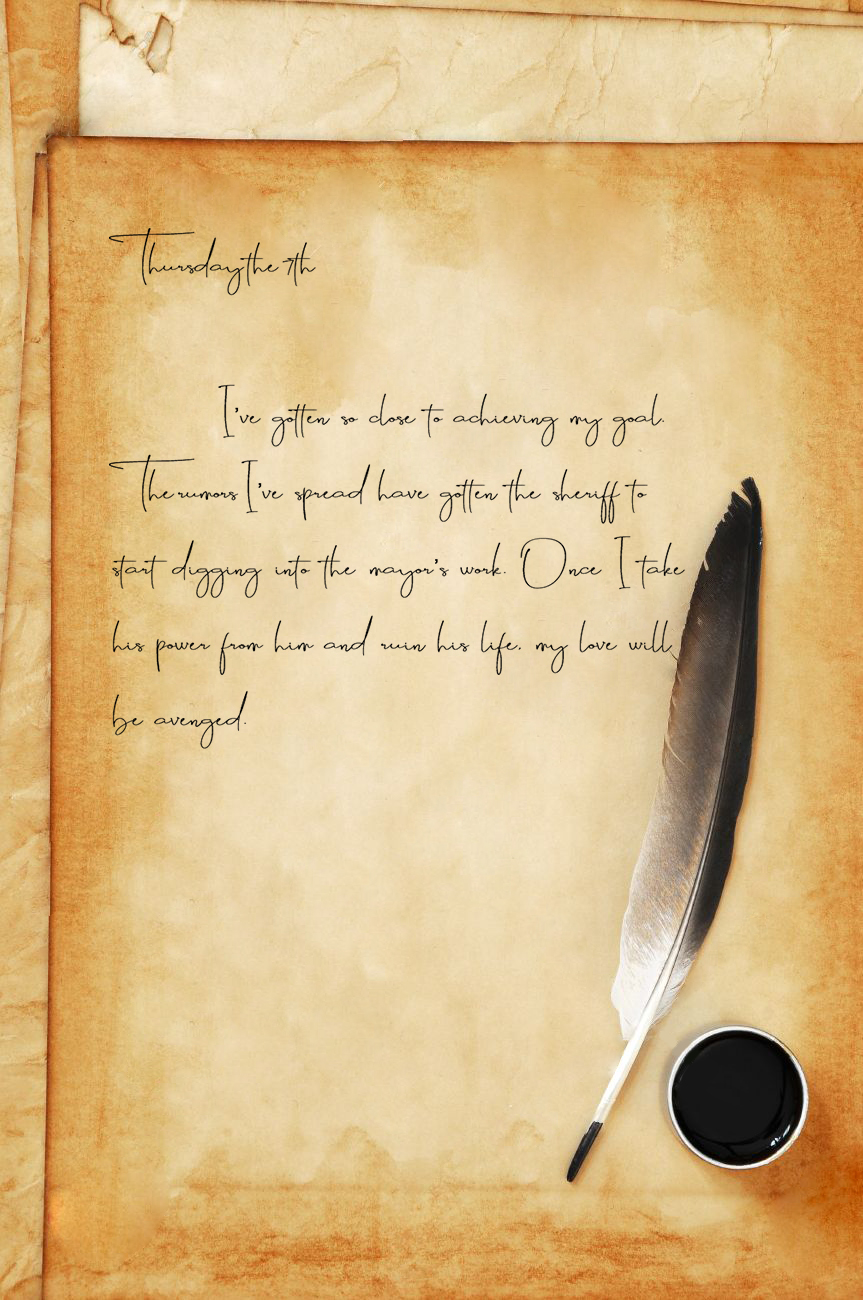 Thursday the 7th
I've gotten so close to achieving my goal.
The rumors I've spread have gotten the sheriff to
start digging into the mayor's work. Once I take
his power from him and ruin his life, my love will
be avenged.